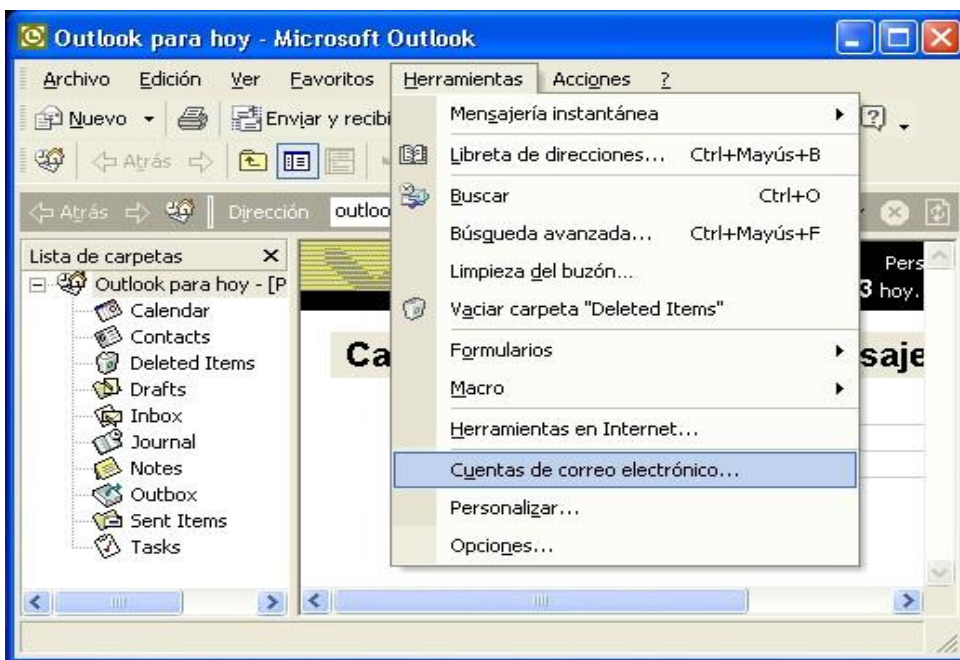 Outlook para hoy - Microsoft Outlook
Archivo Edición Ver Favoritos Herramientas Acciones ?
Nuevo Enviar y recibi
Atrás
Atrás Dirección outloo
Mensajería instantánea
Libreta de direcciones... Ctrl+Mayús+B
Buscar Ctrl+O
Búsqueda avanzada... Ctrl+Mayús+F
Limpieza del buzón...
Vaciar carpeta "Deleted Items"
Formularios
Macro
Herramientas en Internet...
Cuentas de correo electrónico...
Personalizar...
Opciones...
Lista de carpetas
Outlook para hoy - [P
Calendar
Contacts
Deleted Items
Drafts
Inbox
Journal
Notes
Outbox
Sent Items
Tasks
Pers
3 hoy.
Ca saje